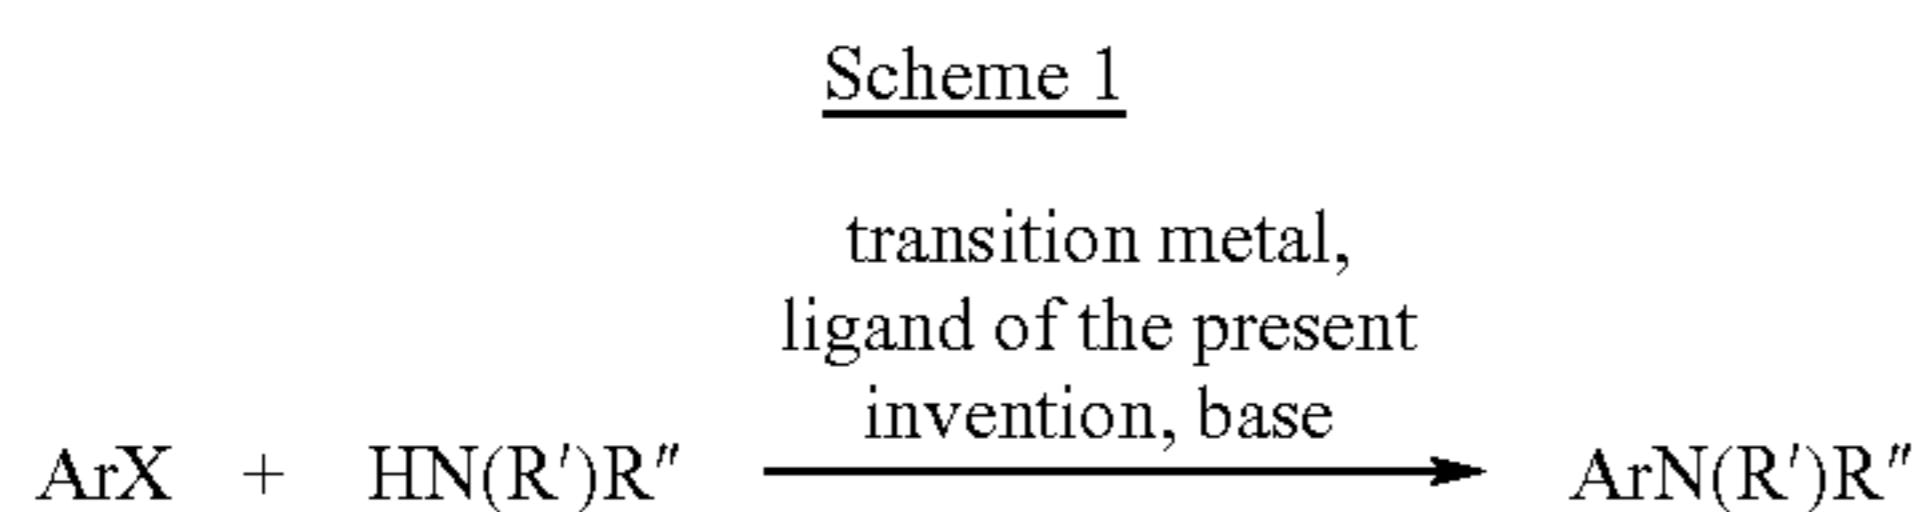 Scheme 1
transition metal,
ligand of the present
invention, base
ArX + HN(R′)R″ ArN(R′)R″